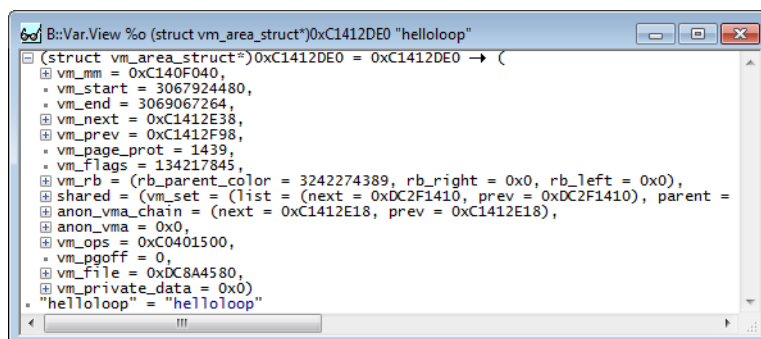 B::Var.View %o (struct vm_area_struct*)0xC1412DE0 "helloloop"
(struct vm_area_struct*)0xC1412DE0 = 0xC1412DE0 → (
vm_mm = 0xC140F040,
vm_start = 3067924480,
vm_end = 3069067264,
vm_next = 0xC1412E38,
vm_prev = 0xC1412F98,
vm_page_prot = 1439,
vm_flags = 134217845,
vm_rb = (rb_parent_color = 3242274389, rb_right = 0x0, rb_left = 0x0),
shared = (vm_set = (list = (next = 0xDC2F1410, prev = 0xDC2F1410), parent =
anon_vma_chain = (next = 0xC1412E18, prev = 0xC1412E18),
anon_vma = 0x0,
vm_ops = 0xC0401500,
vm_pgoff = 0,
vm_file = 0xDC8A4580,
vm_private_data = 0x0)
"helloloop" = "helloloop"